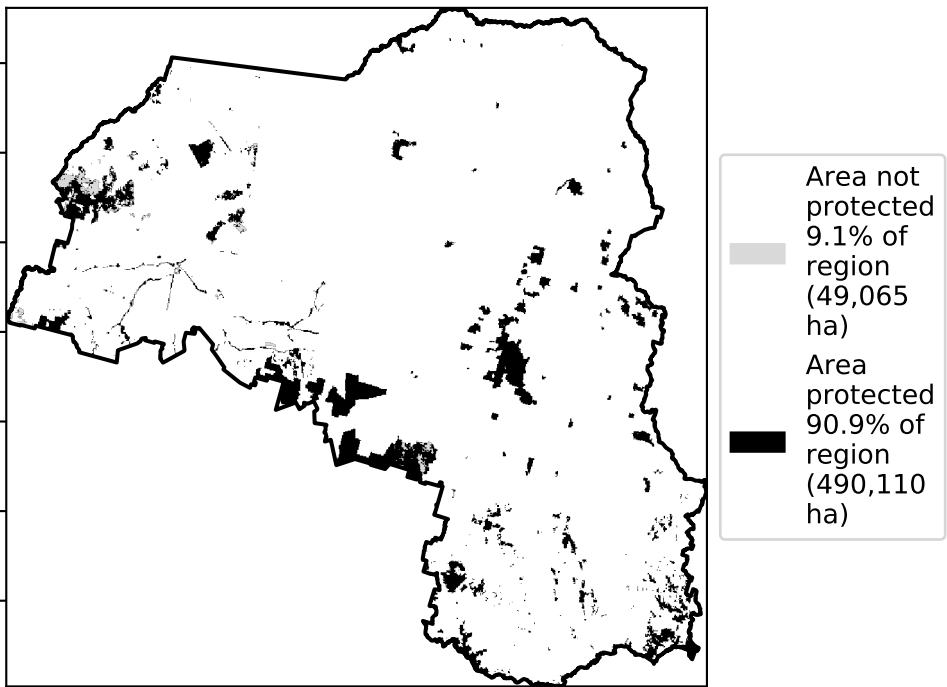 Area not
protected
9.1% of
region
(49,065
ha)
Area
protected
90.9% of
region
(490,110
ha)